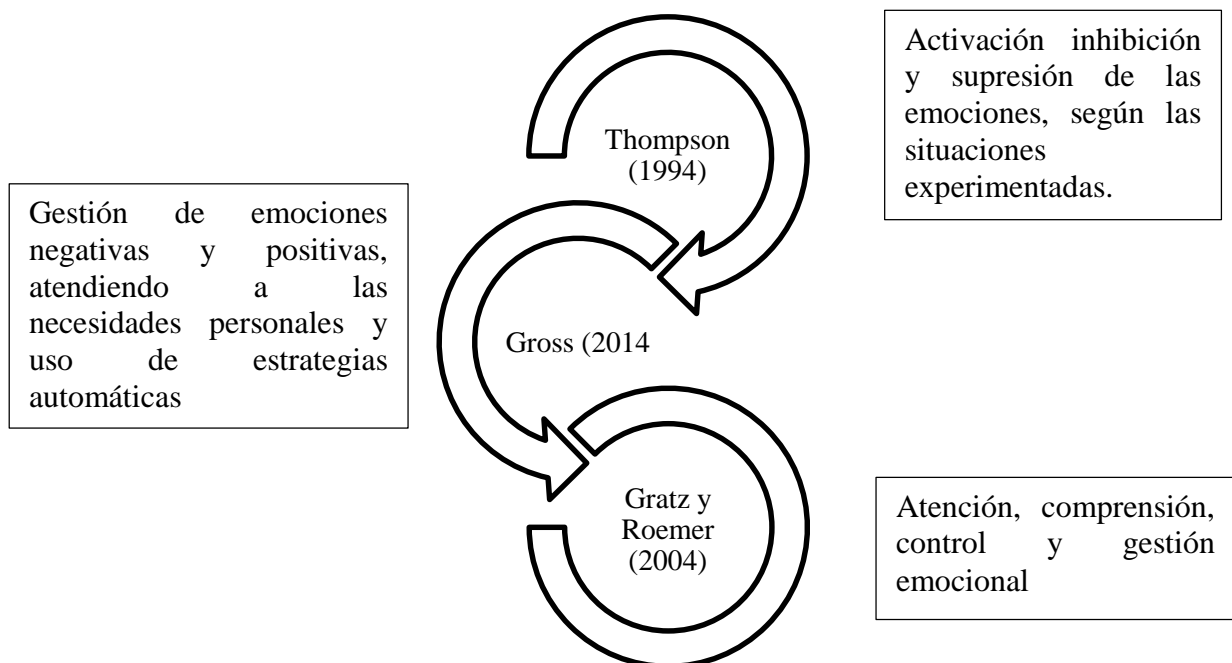 Thompson
(1994)
Activación inhibición
y supresión de las
emociones, según las
situaciones
experimentadas.
Gestión de emociones
negativas y positivas,
atendiendo a las
necesidades personales y
uso de estrategias
automáticas
Gross (2014
Gratz y
Roemer
(2004)
Atención, comprensión,
control y gestión
emocional